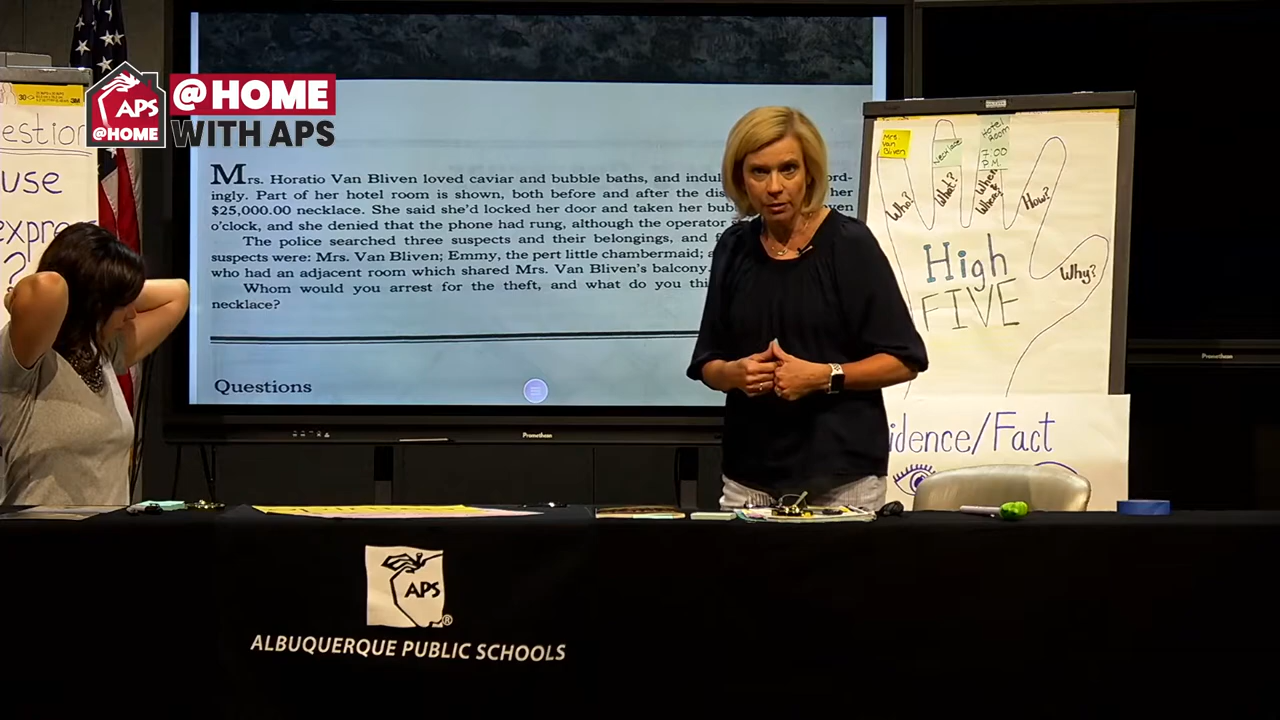 @HOME
WITH APS
APS
@HOME
30
3M
estion
use
expre
?
Mrs. Horatio Van Bliven loved caviar and bubble baths, and indul
ingly. Part of her hotel room is shown, both before and after the dis her
$25,000.00 necklace. She said she'd locked her door and taken her bub
o'clock, and she denied that the phone had rung, although the operator
The police searched three suspects and their belongings, and f
suspects were: Mrs. Van Bliven; Emmy, the pert little chambermaid; a
who had an adjacent room which shared Mrs. Van Bliven's balcony.
Whom would you arrest for the theft, and what do you thi
necklace?
Questions
Promethean
Mrs
Van
Bliven
Necklace
Hotel
Room
7:00
P.M.
Who?
What?
When &
Where?
How?
Why?
High
FIVE
idence/Fact
Promethean
APS
®
ALBUQUERQUE PUBLIC SCHOOLS